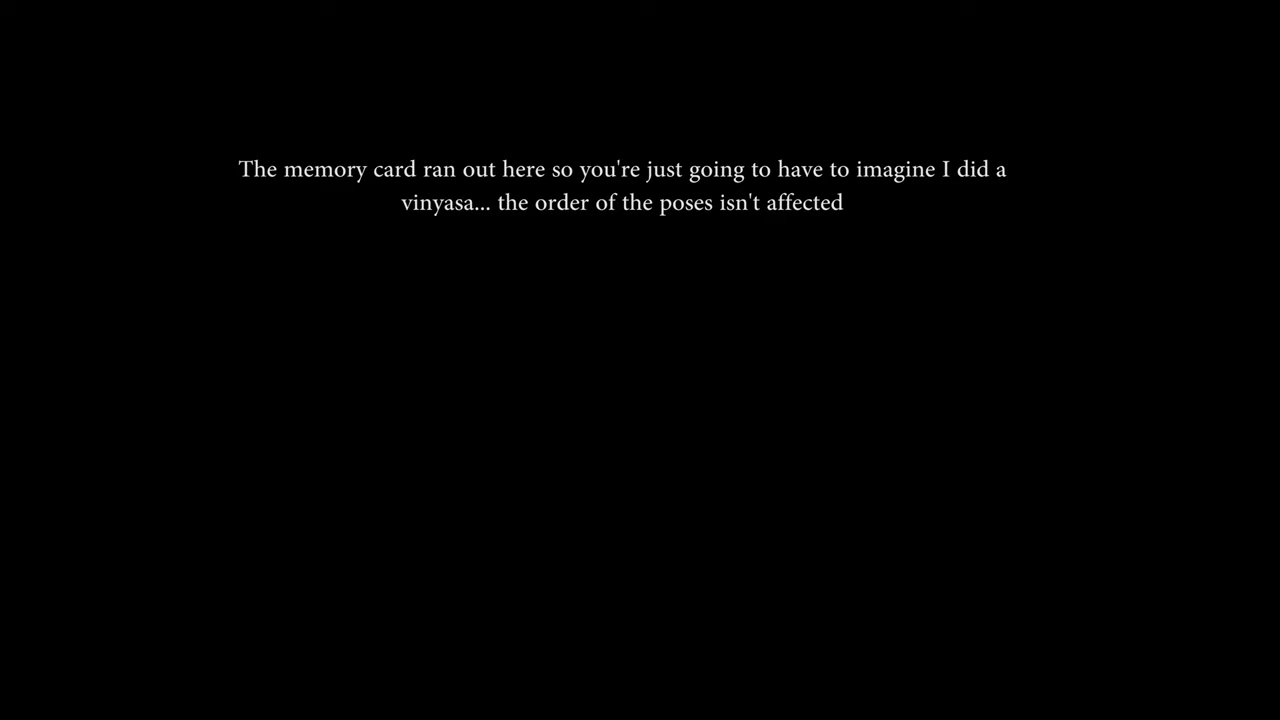 The memory card ran out here so you're just going to have to imagine I did a
vinyasa... the order of the poses isn't affected